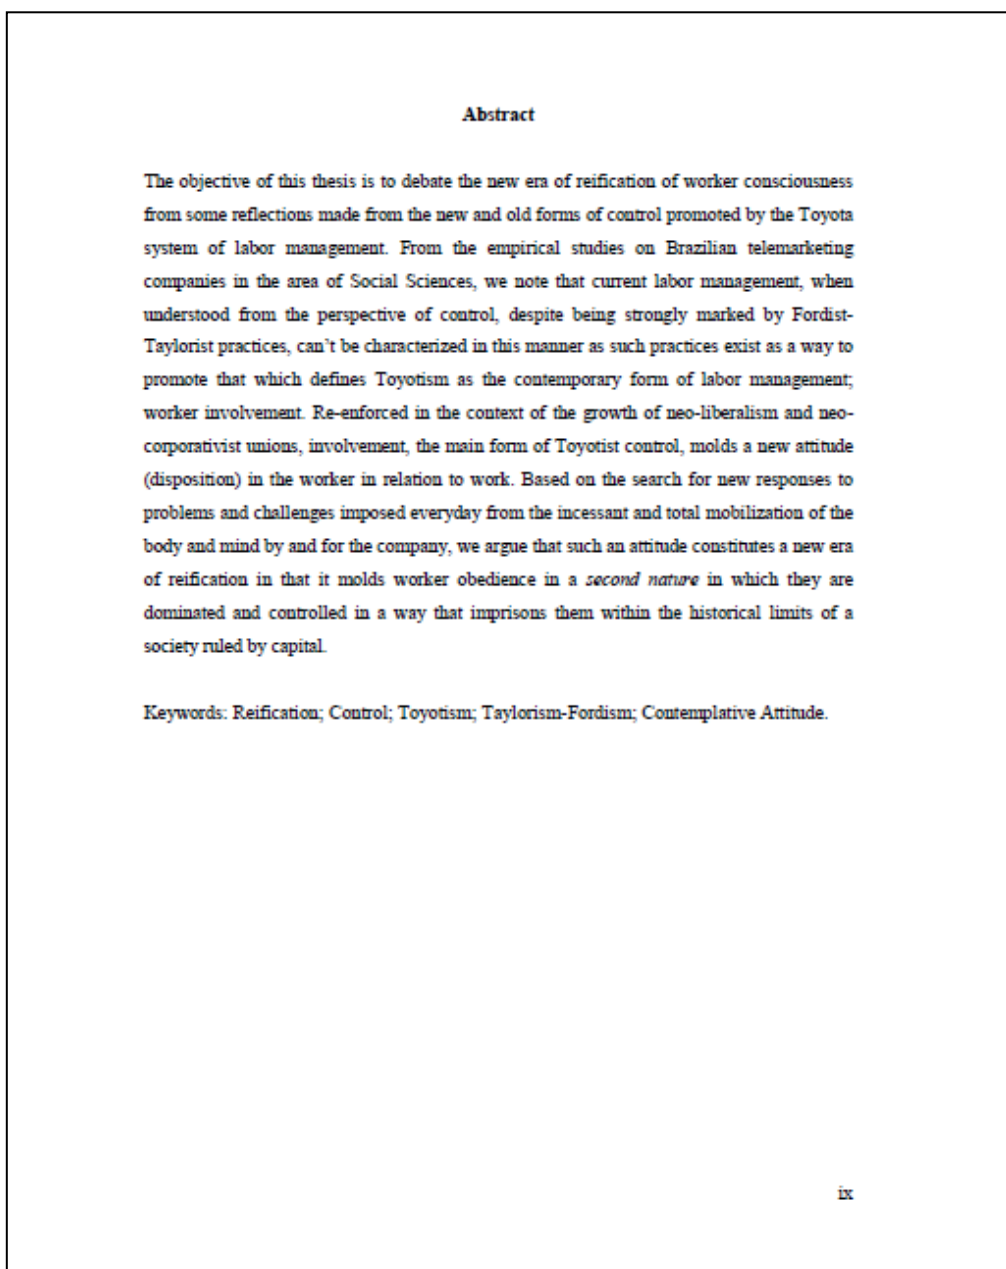 Abstract
The objective of this thesis is to debate the new era of reification of worker consciousness
from some reflections made from the new and old forms of control promoted by the Toyota
system of labor management. From the empirical studies on Brazilian telemarketing
companies in the area of Social Sciences, we note that current labor management, when
understood from the perspective of control, despite being strongly marked by Fordist-
Taylorist practices, can't be characterized in this manner as such practices exist as a way to
promote that which defines Toyotism as the contemporary form of labor management;
worker involvement. Re-enforced in the context of the growth of neo-liberalism and neo-
corporativist unions, involvement, the main form of Toyotist control, molds a new attitude
(disposition) in the worker in relation to work. Based on the search for new responses to
problems and challenges imposed everyday from the incessant and total mobilization of the
body and mind by and for the company, we argue that such an attitude constitutes a new era
of reification in that it molds worker obedience in a second nature in which they are
dominated and controlled in a way that imprisons them within the historical limits of a
society ruled by capital.
Keywords: Reification; Control; Toyotism; Taylorism-Fordism; Contemplative Attitude.
ix